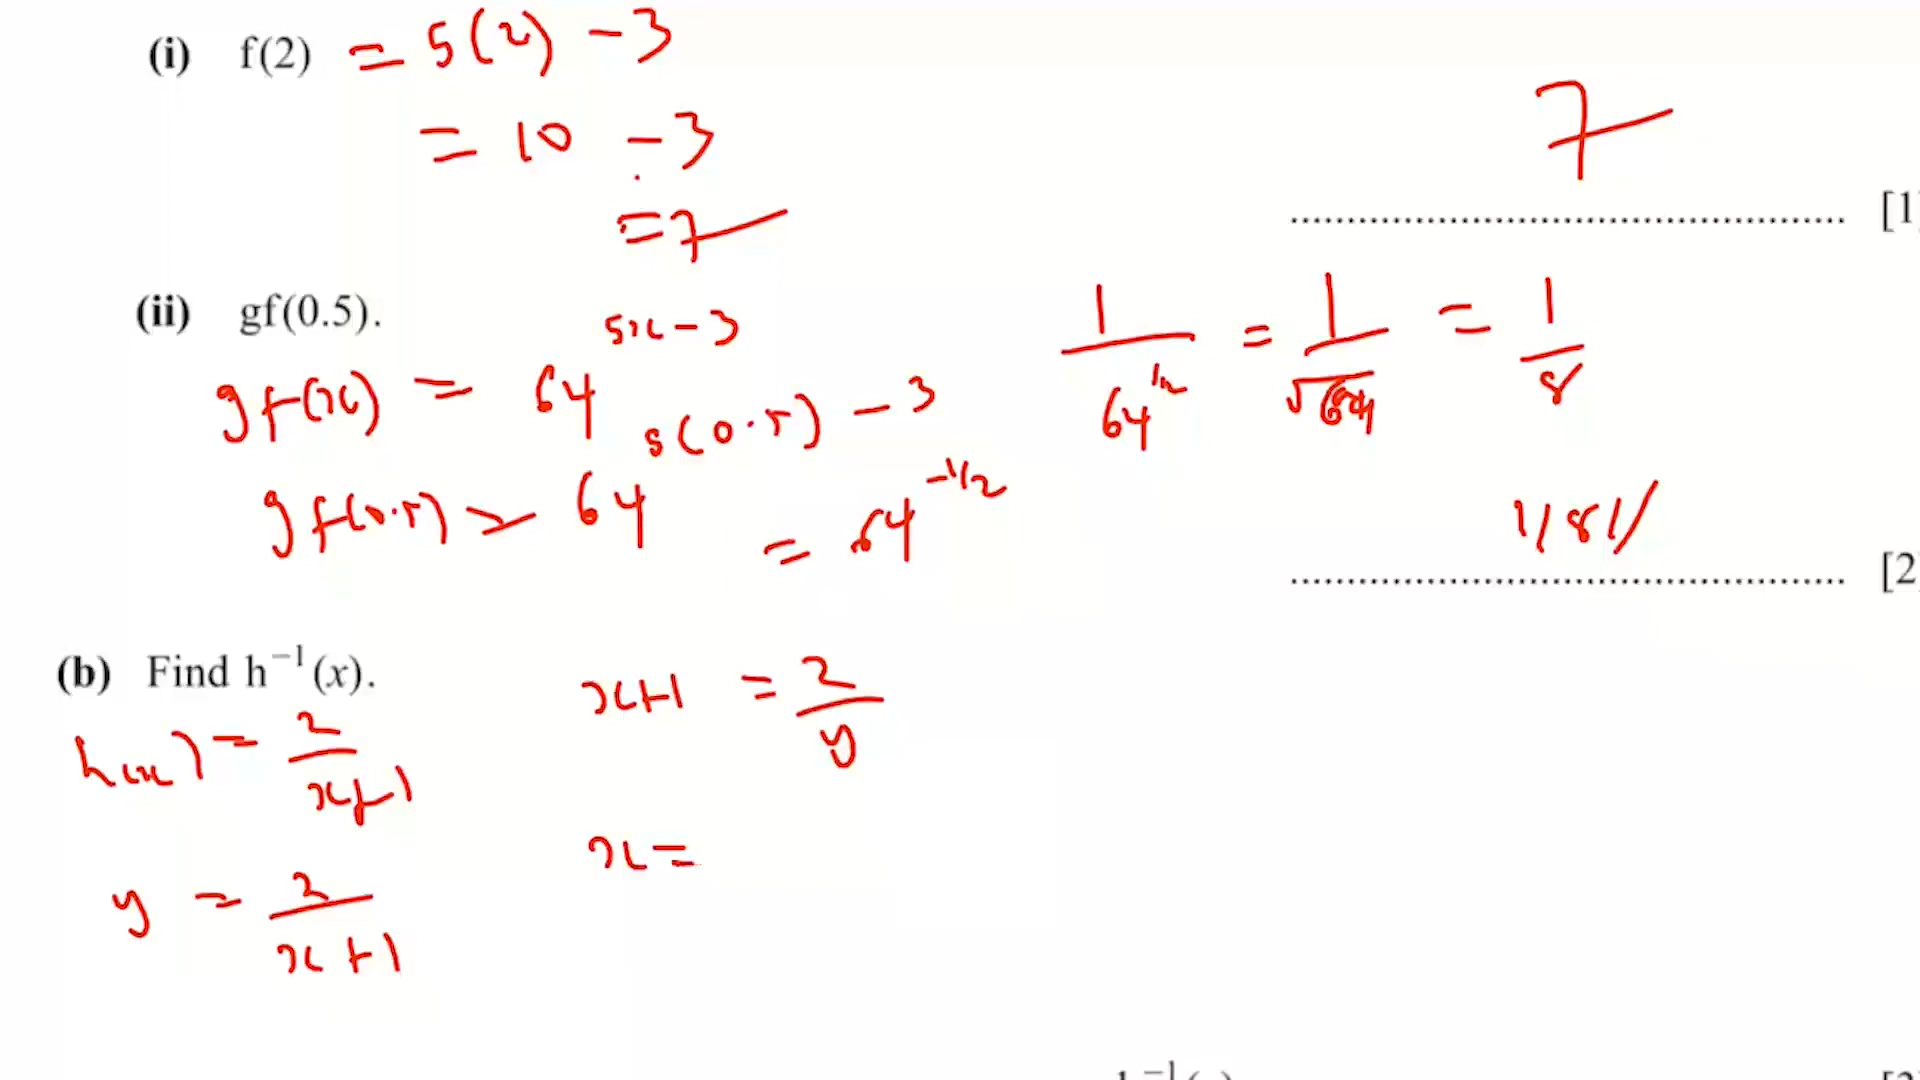 (i) f(2) = 5(2) - 3
= 10 - 3
= 7
7
[1]
(ii) gf(0.5).
gf(x) = 64^(5x-3)
gf(0.5) = 64^(5(0.5)-3) = 64^(-1/2)
1/64^(1/2) = 1/√64 = 1/8
1/8//
[2]
(b) Find h⁻¹(x).
h(x) = 2/(x+1)
y = 2/(x+1)
x+1 = 2/y
x =